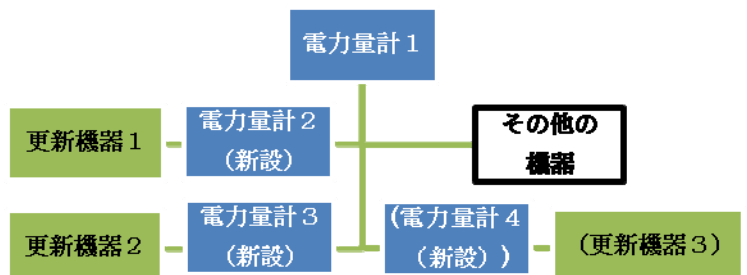 電力量計１
更新機器１
電力量計２
（新設）
その他の
機器
更新機器２
電力量計３
（新設）
(電力量計４
（新設）)
（更新機器３）